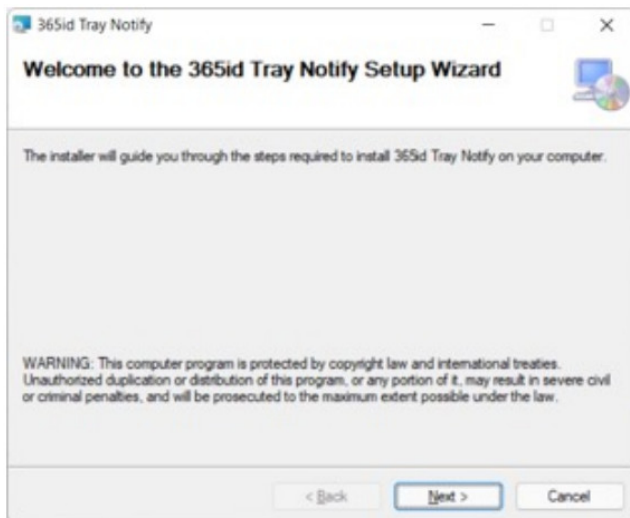 365id Tray Notify
Welcome to the 365id Tray Notify Setup Wizard
The installer will guide you through the steps required to install 365id Tray Notify on your computer.
WARNING: This computer program is protected by copyright law and international treaties.
Unauthorized duplication or distribution of this program, or any portion of it, may result in severe civil
or criminal penalties, and will be prosecuted to the maximum extent possible under the law.
< Back Next > Cancel